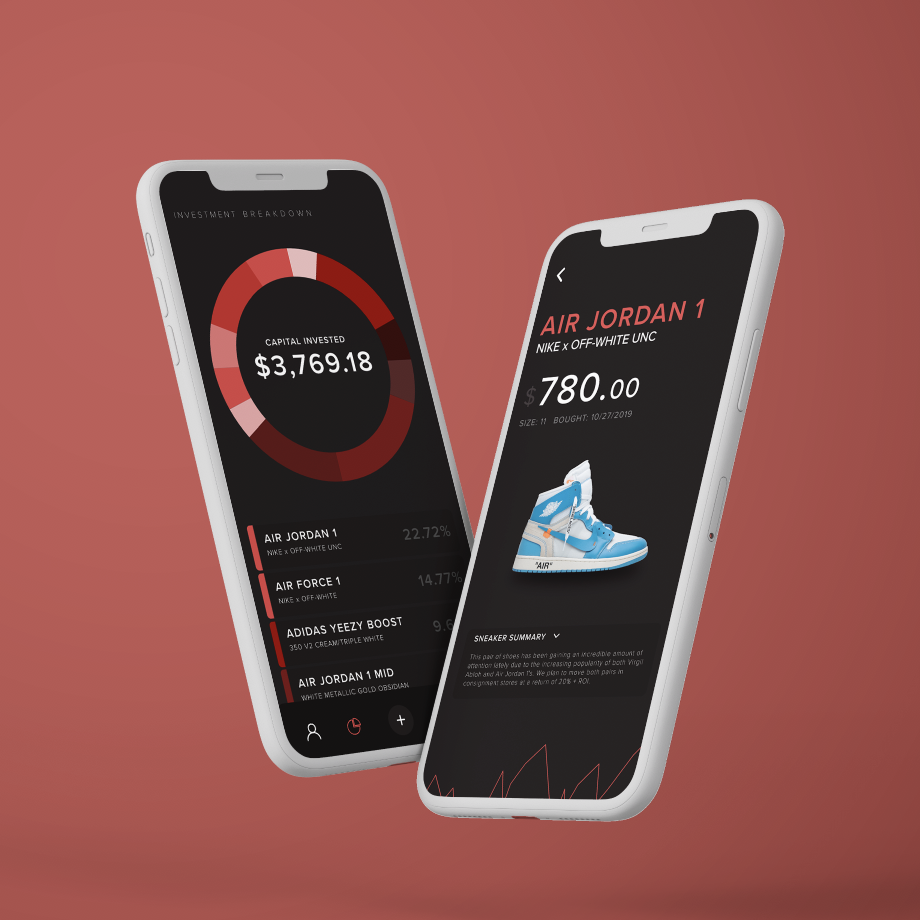 INVESTMENT BREAKDOWN
CAPITAL INVESTED
$3,769.18
AIR JORDAN 1
NIKE x OFF-WHITE UNC
22.72%
AIR FORCE 1
NIKE x OFF-WHITE
14.77%
ADIDAS YEEZY BOOST
350 V2 CREAM/TRIPLE WHITE
9.6
AIR JORDAN 1 MID
WHITE METALLIC GOLD OBSIDIAN
+
AIR JORDAN 1
NIKE x OFF-WHITE UNC
$780.00
SIZE: 11 BOUGHT: 10/27/2019
"AIR"
SNEAKER SUMMARY
This pair of shoes has been gaining an incredible amount of
attention lately due to the increasing popularity of both Virgil
Abloh and Air Jordan 1's. We plan to move both pairs in
consignment stores at a return of 20% + ROI.